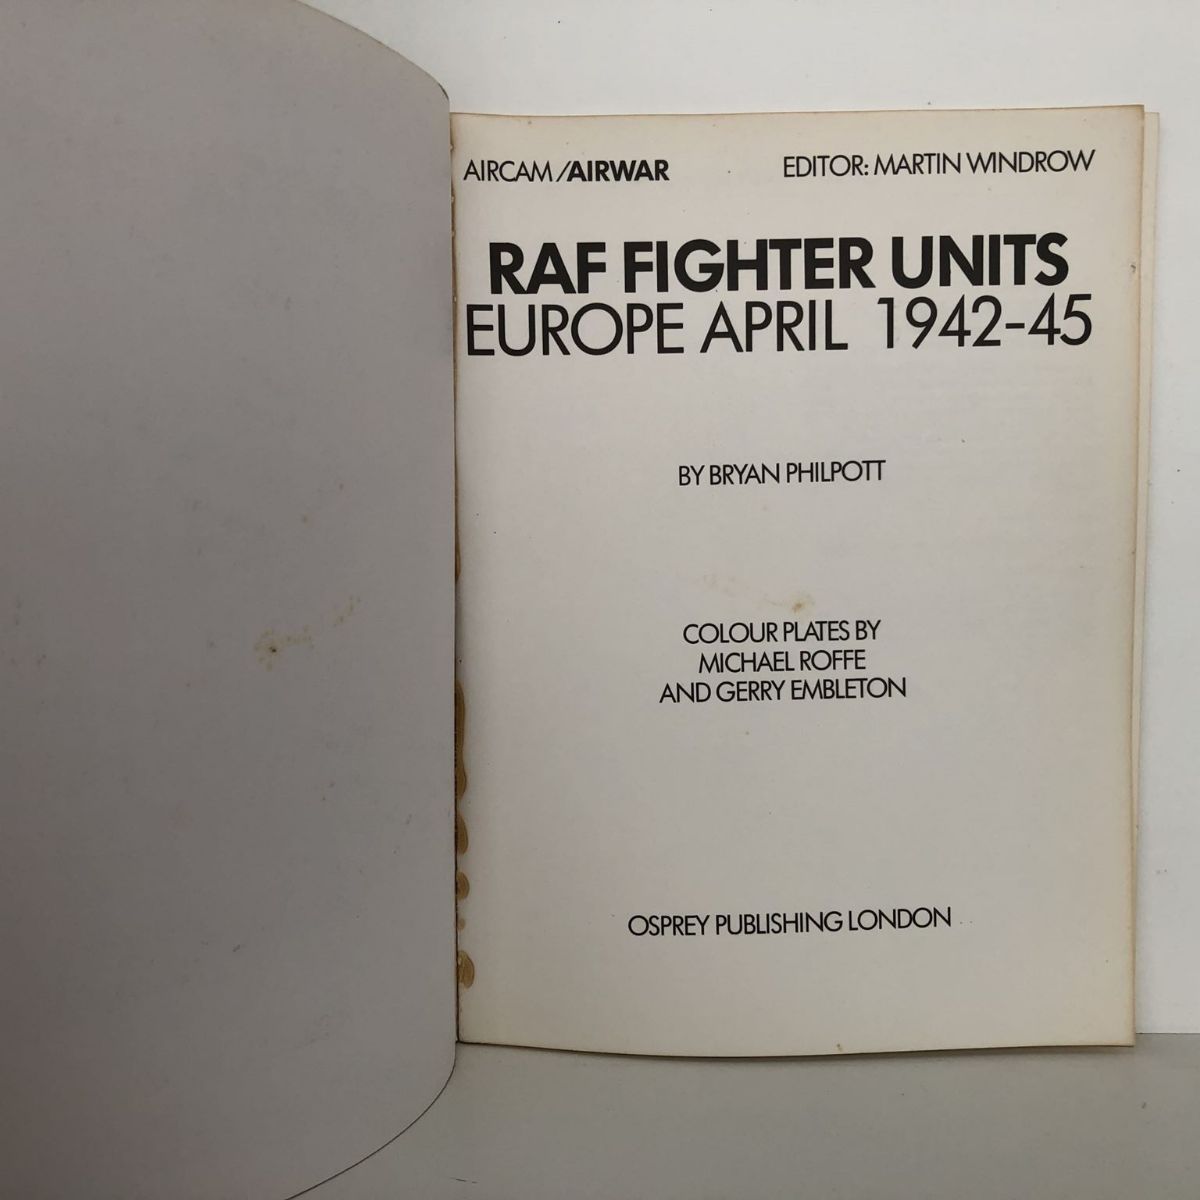 AIRCAM/AIRWAR EDITOR: MARTIN WINDROW
RAF FIGHTER UNITS
EUROPE APRIL 1942-45
BY BRYAN PHILPOTT
COLOUR PLATES BY
MICHAEL ROFFE
AND GERRY EMBLETON
OSPREY PUBLISHING LONDON